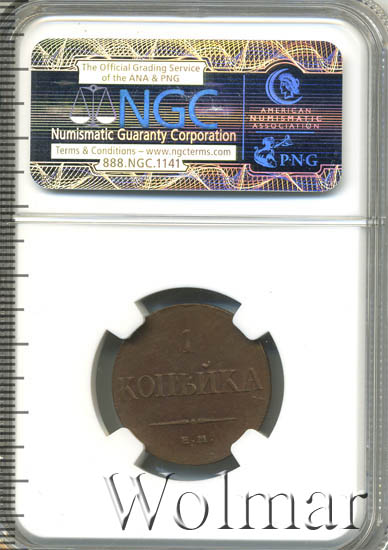 The Official Grading Service
of the ANA & PNG
NGC
Numismatic Guaranty Corporation
Terms & Conditions – www.ngcterms.com
888.NGC.1141
AMERICAN
NUMISMATIC
ASSOCIATION
P·N·G
1
КОПѢЙКА
Е.М.
Wolmar